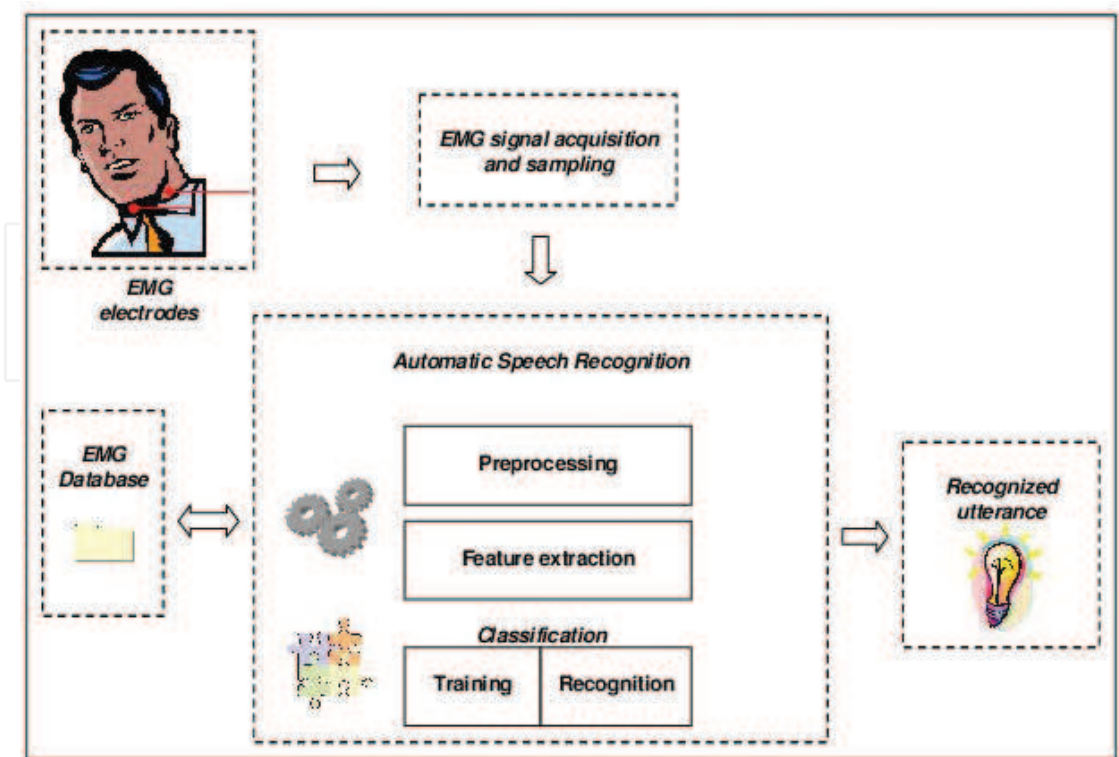 EMG
electrodes
EMG signal acquisition
and sampling
Automatic Speech Recognition
EMG
Database
Preprocessing
Feature extraction
Classification
Training
Recognition
Recognized
utterance